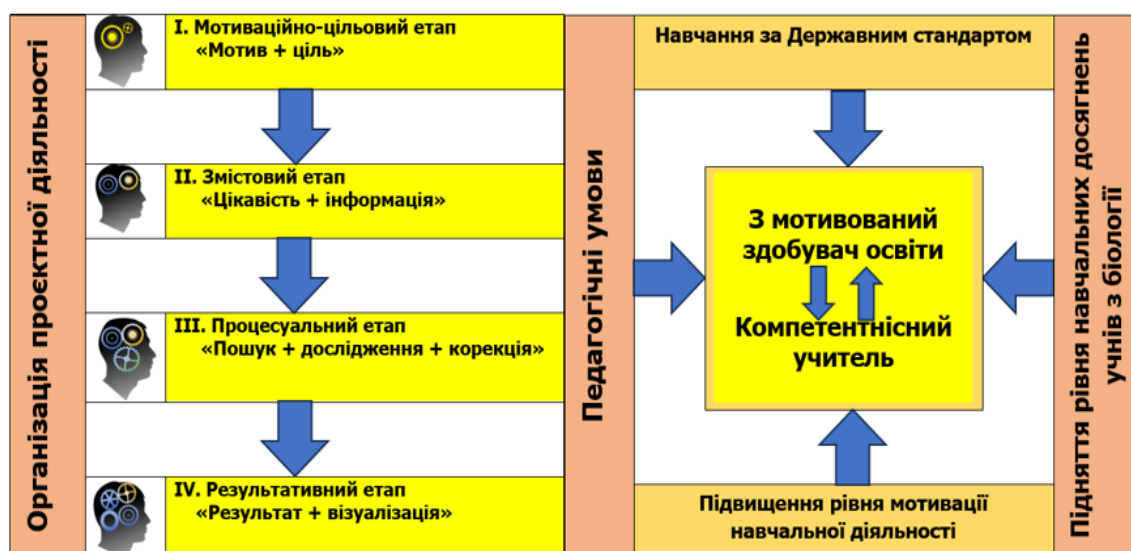 Організація проєктної діяльності
I. Мотиваційно-цільовий етап
«Мотив + ціль»
II. Змістовий етап
«Цікавість + інформація»
III. Процесуальний етап
«Пошук + дослідження + корекція»
IV. Результативний етап
«Результат + візуалізація»
Педагогічні умови
Навчання за Державним стандартом
З мотивований
здобувач освіти
Компетентнісний
учитель
Підвищення рівня мотивації
навчальної діяльності
Підняття рівня навчальних досягнень
учнів з біології